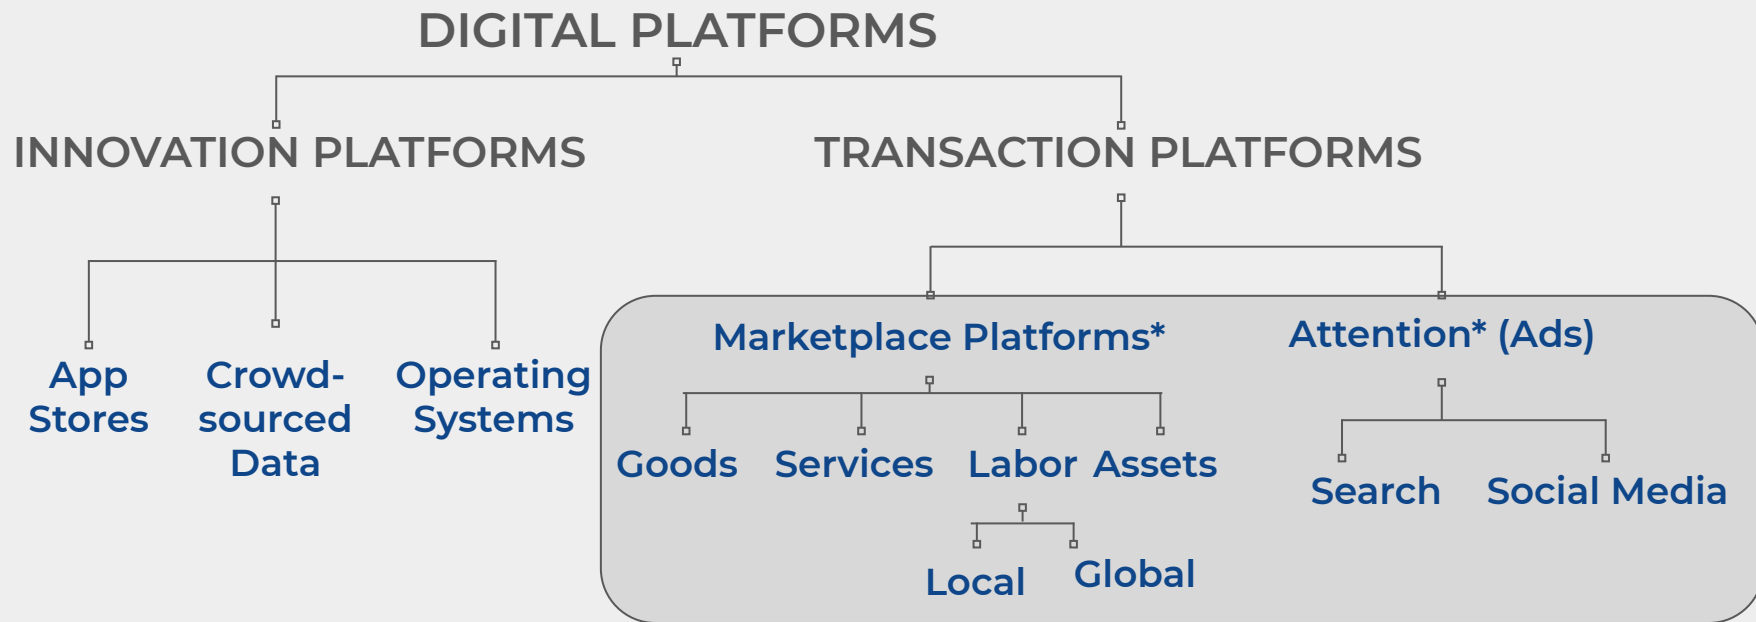 DIGITAL PLATFORMS
INNOVATION PLATFORMS
TRANSACTION PLATFORMS
App
Stores
Crowd-
sourced
Data
Operating
Systems
Marketplace Platforms*
Attention* (Ads)
Goods
Services
Labor
Assets
Local
Global
Search
Social Media